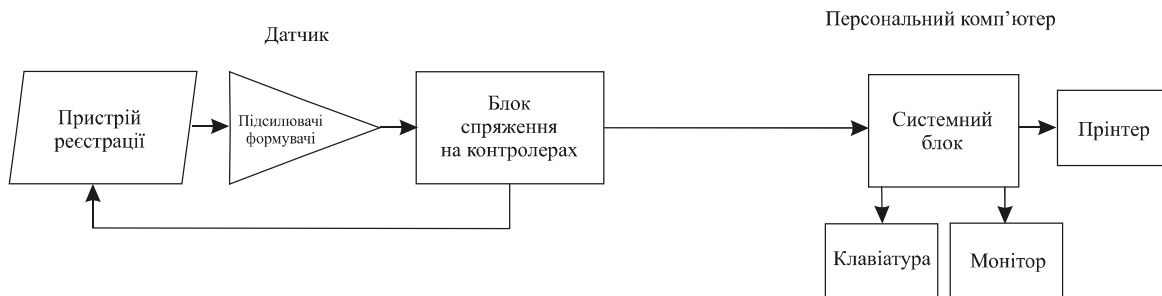 Персональний комп’ютер
Датчик
Пристрій
реєстрації
Підсилювачі
формувачі
Блок
спряження
на контролерах
Системний
блок
Прінтер
Клавіатура
Монітор